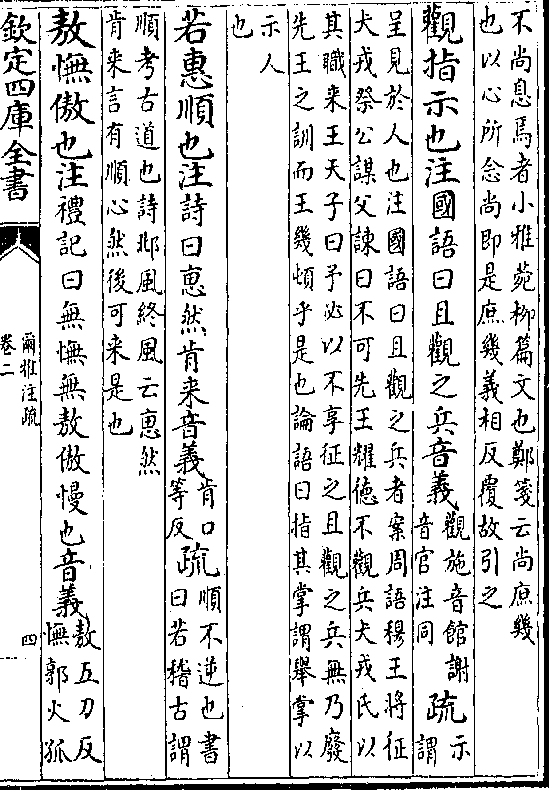 不尚息焉者小雅菀柳篇文也鄭箋云尚庶幾
也以心所念尚即是庶幾義相反覆故引之
觀指示也注國語曰且觀之兵音義觀施音館謝音官注同疏示謂
呈見於人也注國語曰且觀之兵者案周語穆王將征
犬戎祭公謀父諫曰不可先王耀德不觀兵犬戎氏以
其職来王天子曰予必以不享征之且觀之兵無乃廢
先王之訓而王幾頓乎是也論語曰指其掌謂舉掌以
示人
也
若惠順也注詩曰惠然肯来音義肯口等反疏順不逆也書曰若稽古謂
順考古道也詩邶風終風云惠然
肯来言有順心然後可来是也
敖憮傲也注禮記曰無憮無敖傲慢也音義敖五刀反憮郭火孤
欽定四庫全書
爾雅注疏
卷二
四